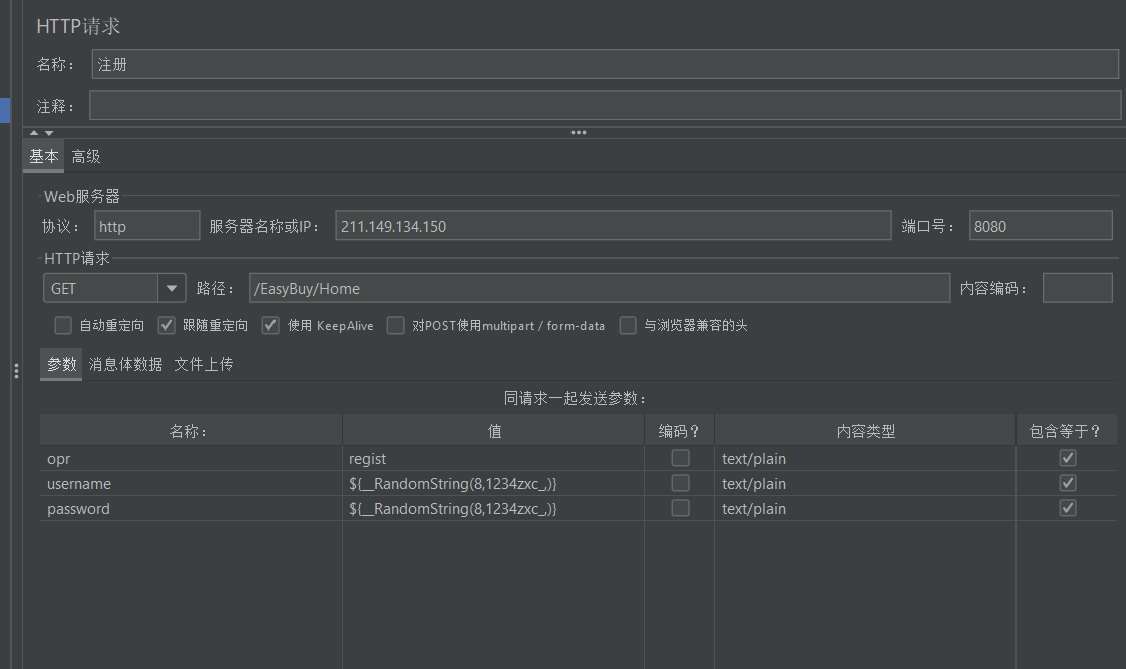 HTTP请求
名称： 注册
注释：
基本 高级
Web服务器
协议： http 服务器名称或IP： 211.149.134.150 端口号： 8080
HTTP请求
GET 路径： /EasyBuy/Home 内容编码：
自动重定向 跟随重定向 使用 KeepAlive 对POST使用multipart / form-data 与浏览器兼容的头
参数 消息体数据 文件上传
同请求一起发送参数：
名称： 值 编码？ 内容类型 包含等于？
opr regist text/plain
username ${__RandomString(8,1234zxc_,)} text/plain
password ${__RandomString(8,1234zxc_,)} text/plain